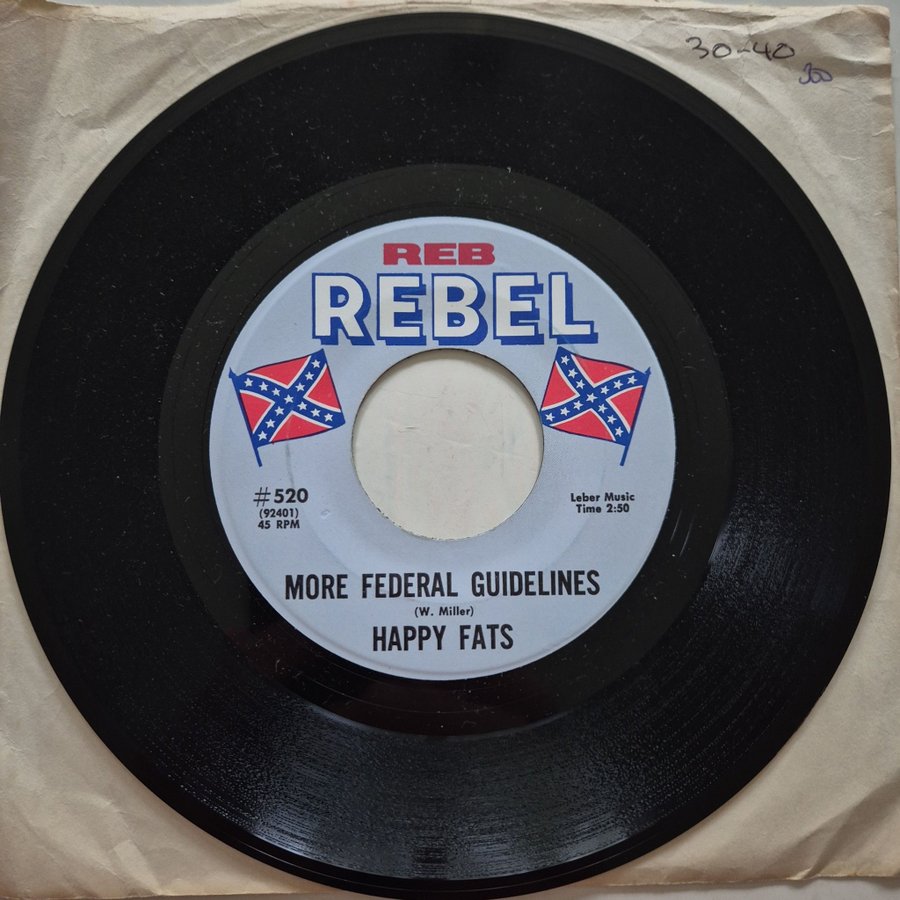 30-40
300
REB
REBEL
#520
(92401)
45 RPM
Leber Music
Time 2:50
MORE FEDERAL GUIDELINES
(W. Miller)
HAPPY FATS